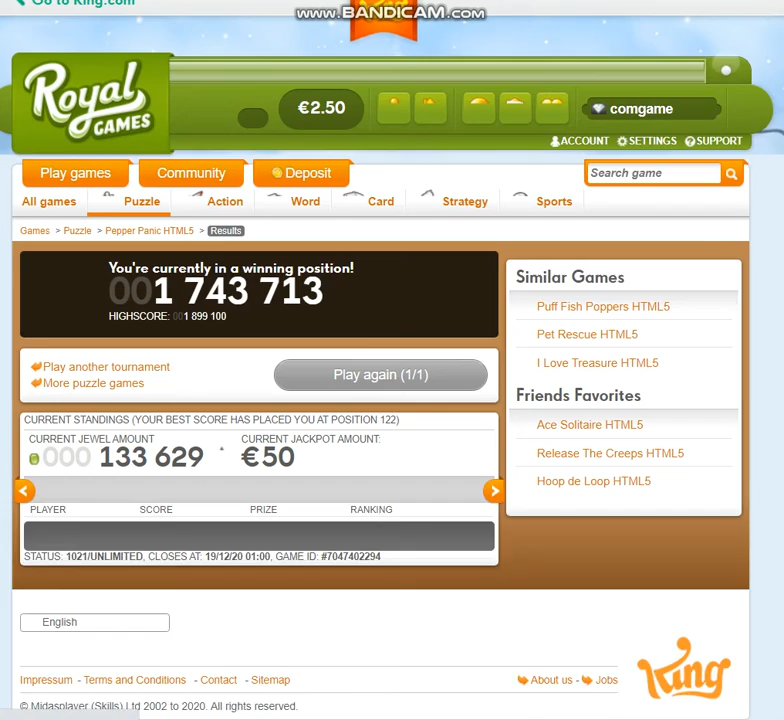 Go to King.com
www.BANDICAM.com
Royal
GAMES
€2.50
comgame
ACCOUNT SETTINGS SUPPORT
Play games Community Deposit
Search game
All games Puzzle Action Word Card Strategy Sports
Games > Puzzle > Pepper Panic HTML5 > Results
You're currently in a winning position!
001 743 713
HIGHSCORE: 001 899 100
Play another tournament
More puzzle games
Play again (1/1)
CURRENT STANDINGS (YOUR BEST SCORE HAS PLACED YOU AT POSITION 122)
CURRENT JEWEL AMOUNT CURRENT JACKPOT AMOUNT:
000 133 629 €50
PLAYER SCORE PRIZE RANKING
STATUS: 1021/UNLIMITED, CLOSES AT: 19/12/20 01:00, GAME ID: #7047402294
Similar Games
Puff Fish Poppers HTML5
Pet Rescue HTML5
I Love Treasure HTML5
Friends Favorites
Ace Solitaire HTML5
Release The Creeps HTML5
Hoop de Loop HTML5
English
King
Impressum - Terms and Conditions - Contact - Sitemap
About us - Jobs
© Midasplayer (Skills) Ltd 2002 to 2020. All rights reserved.